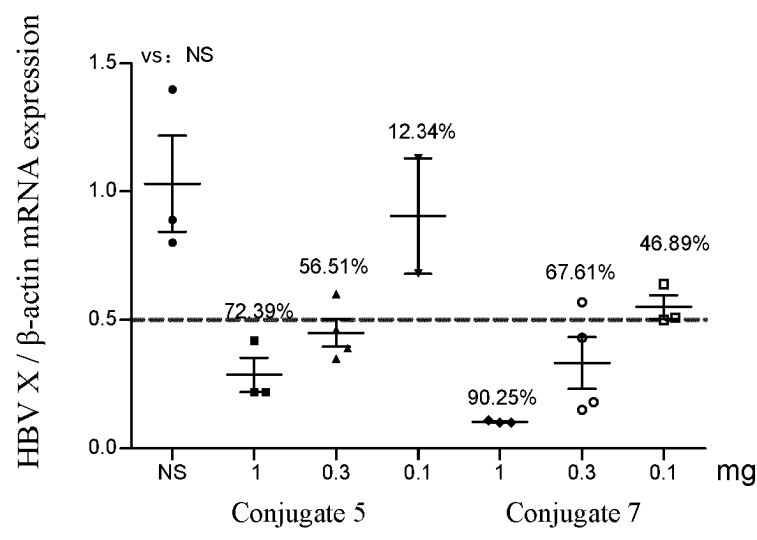 HBV X / β-actin mRNA expression
vs: NS
1.5
1.0
0.5
0.0
72.39%
56.51%
12.34%
90.25%
67.61%
46.89%
NS 1 0.3 0.1 1 0.3 0.1 mg
Conjugate 5 Conjugate 7